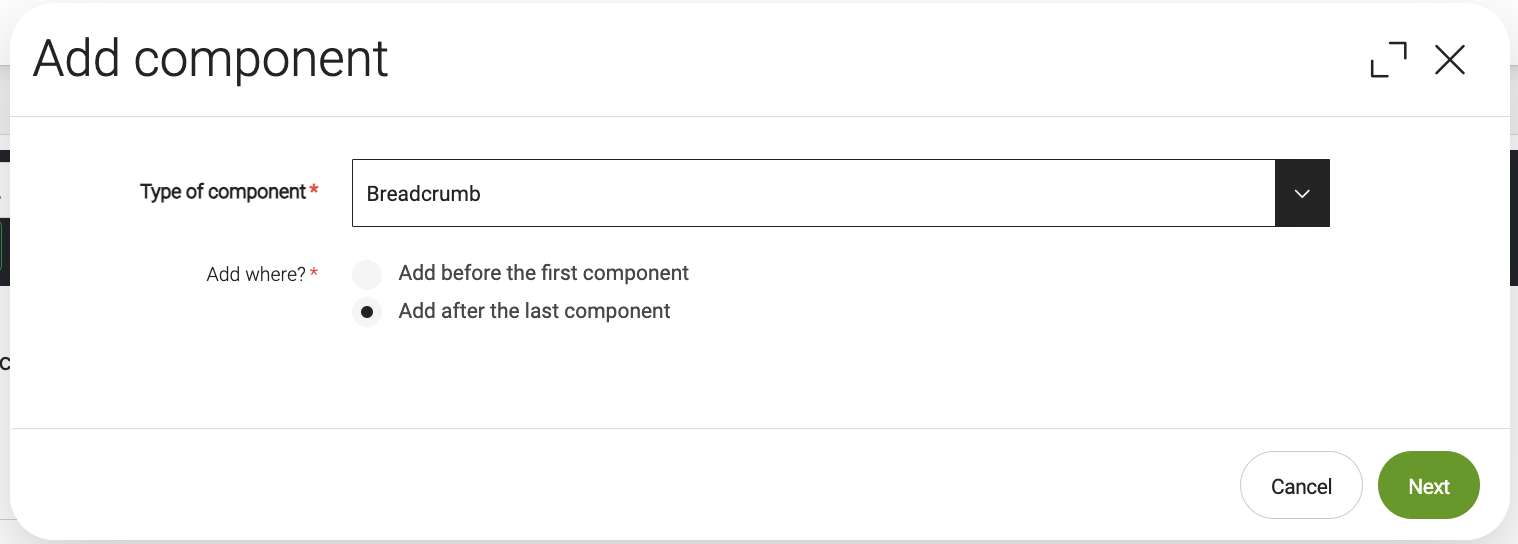 Add component
Type of component*
Breadcrumb
Add where?*
Add before the first component
Add after the last component
Cancel
Next